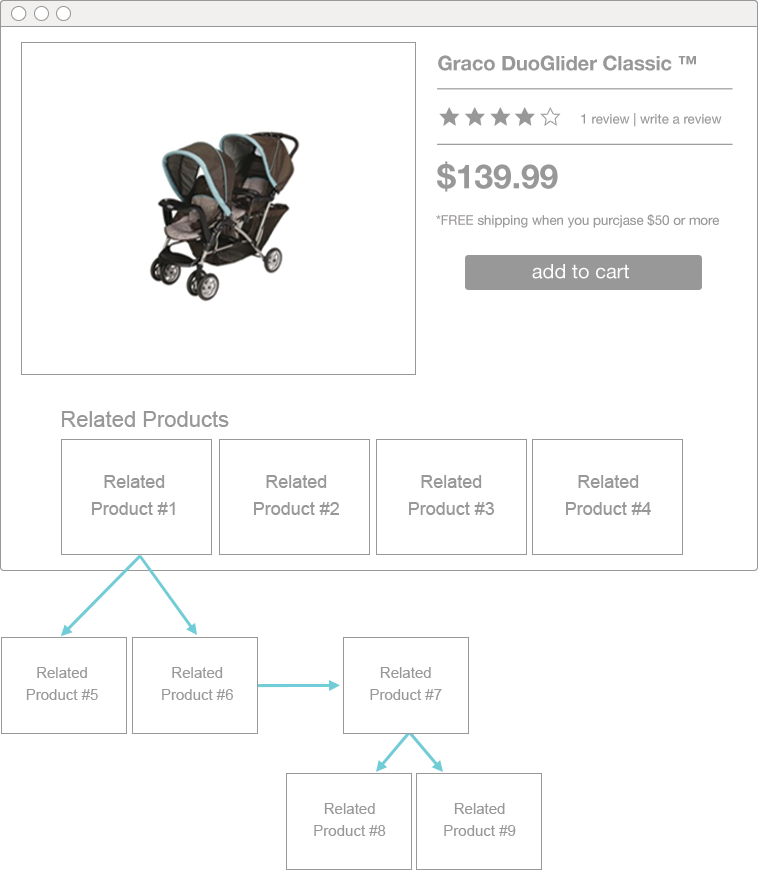 Graco DuoGlider Classic ™
1 review | write a review
$139.99
*FREE shipping when you purcjase $50 or more
add to cart
Related Products
Related
Product #1
Related
Product #2
Related
Product #3
Related
Product #4
Related
Product #5
Related
Product #6
Related
Product #7
Related
Product #8
Related
Product #9